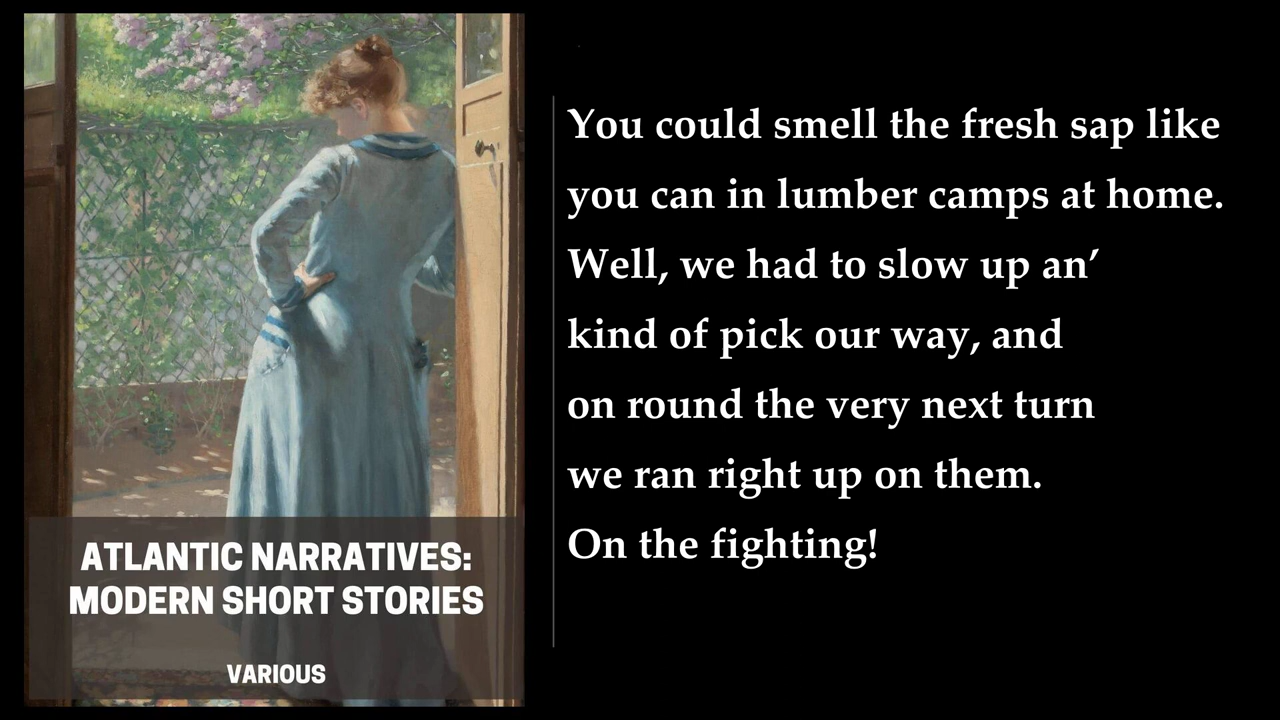 ATLANTIC NARRATIVES:
MODERN SHORT STORIES
VARIOUS
You could smell the fresh sap like
you can in lumber camps at home.
Well, we had to slow up an’
kind of pick our way, and
on round the very next turn
we ran right up on them.
On the fighting!